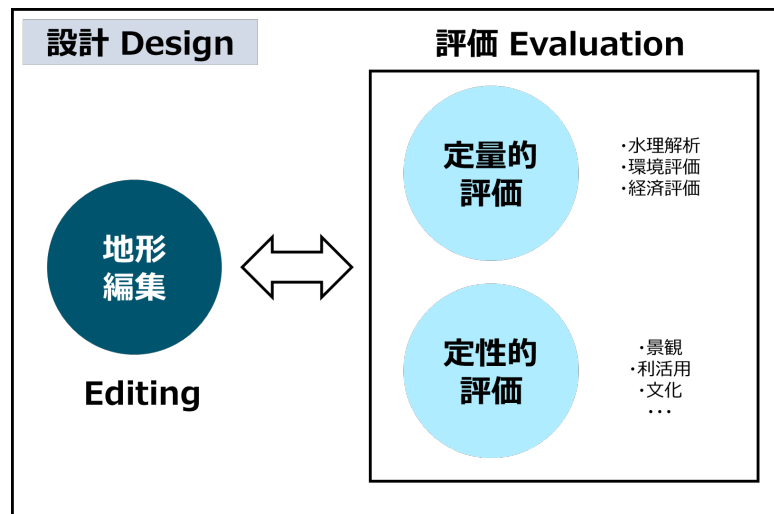 設計 Design
評価 Evaluation
地形
編集
Editing
定量的
評価
・水理解析
・環境評価
・経済評価
定性的
評価
・景観
・利活用
・文化
・・・